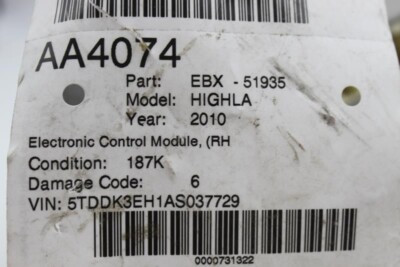 AA4074
Part: EBX - 51935
Model: HIGHLA
Year: 2010
Electronic Control Module, (RH
Condition: 187K
Damage Code: 6
VIN: 5TDDK3EH1AS037729
0000731322